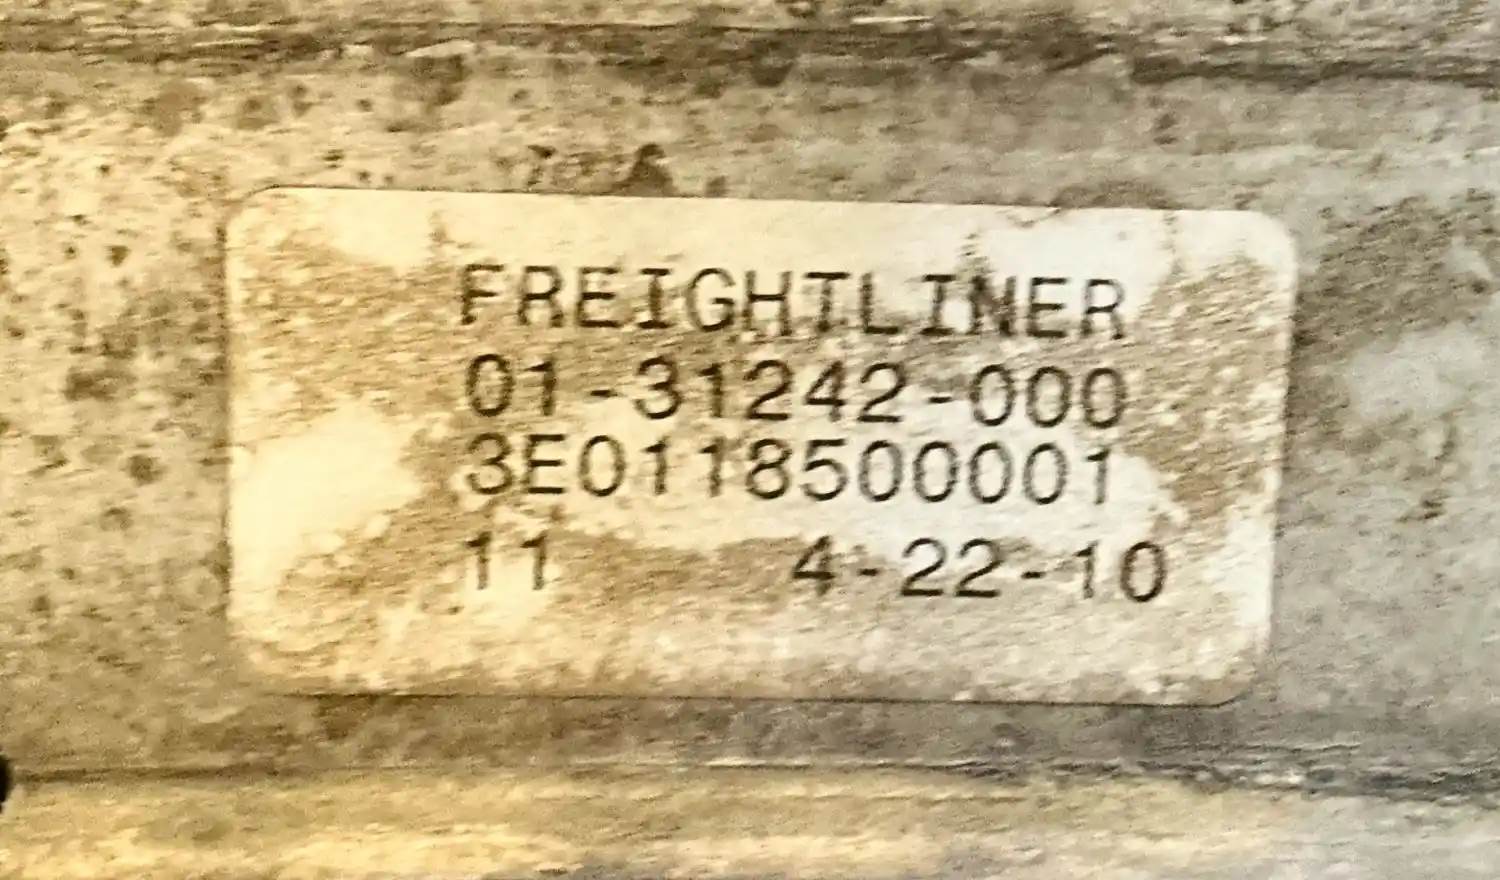 FREIGHTLINER
01-31242-000
3E0118500001
11 4-22-10